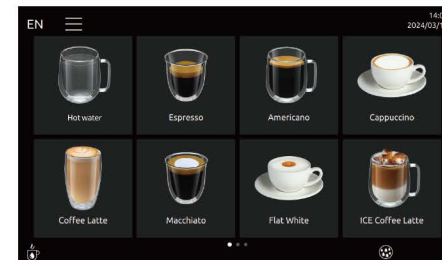 EN
14:0
2024/03/1
Hot water
Espresso
Americano
Cappuccino
Coffee Latte
Macchiato
Flat White
ICE Coffee Latte